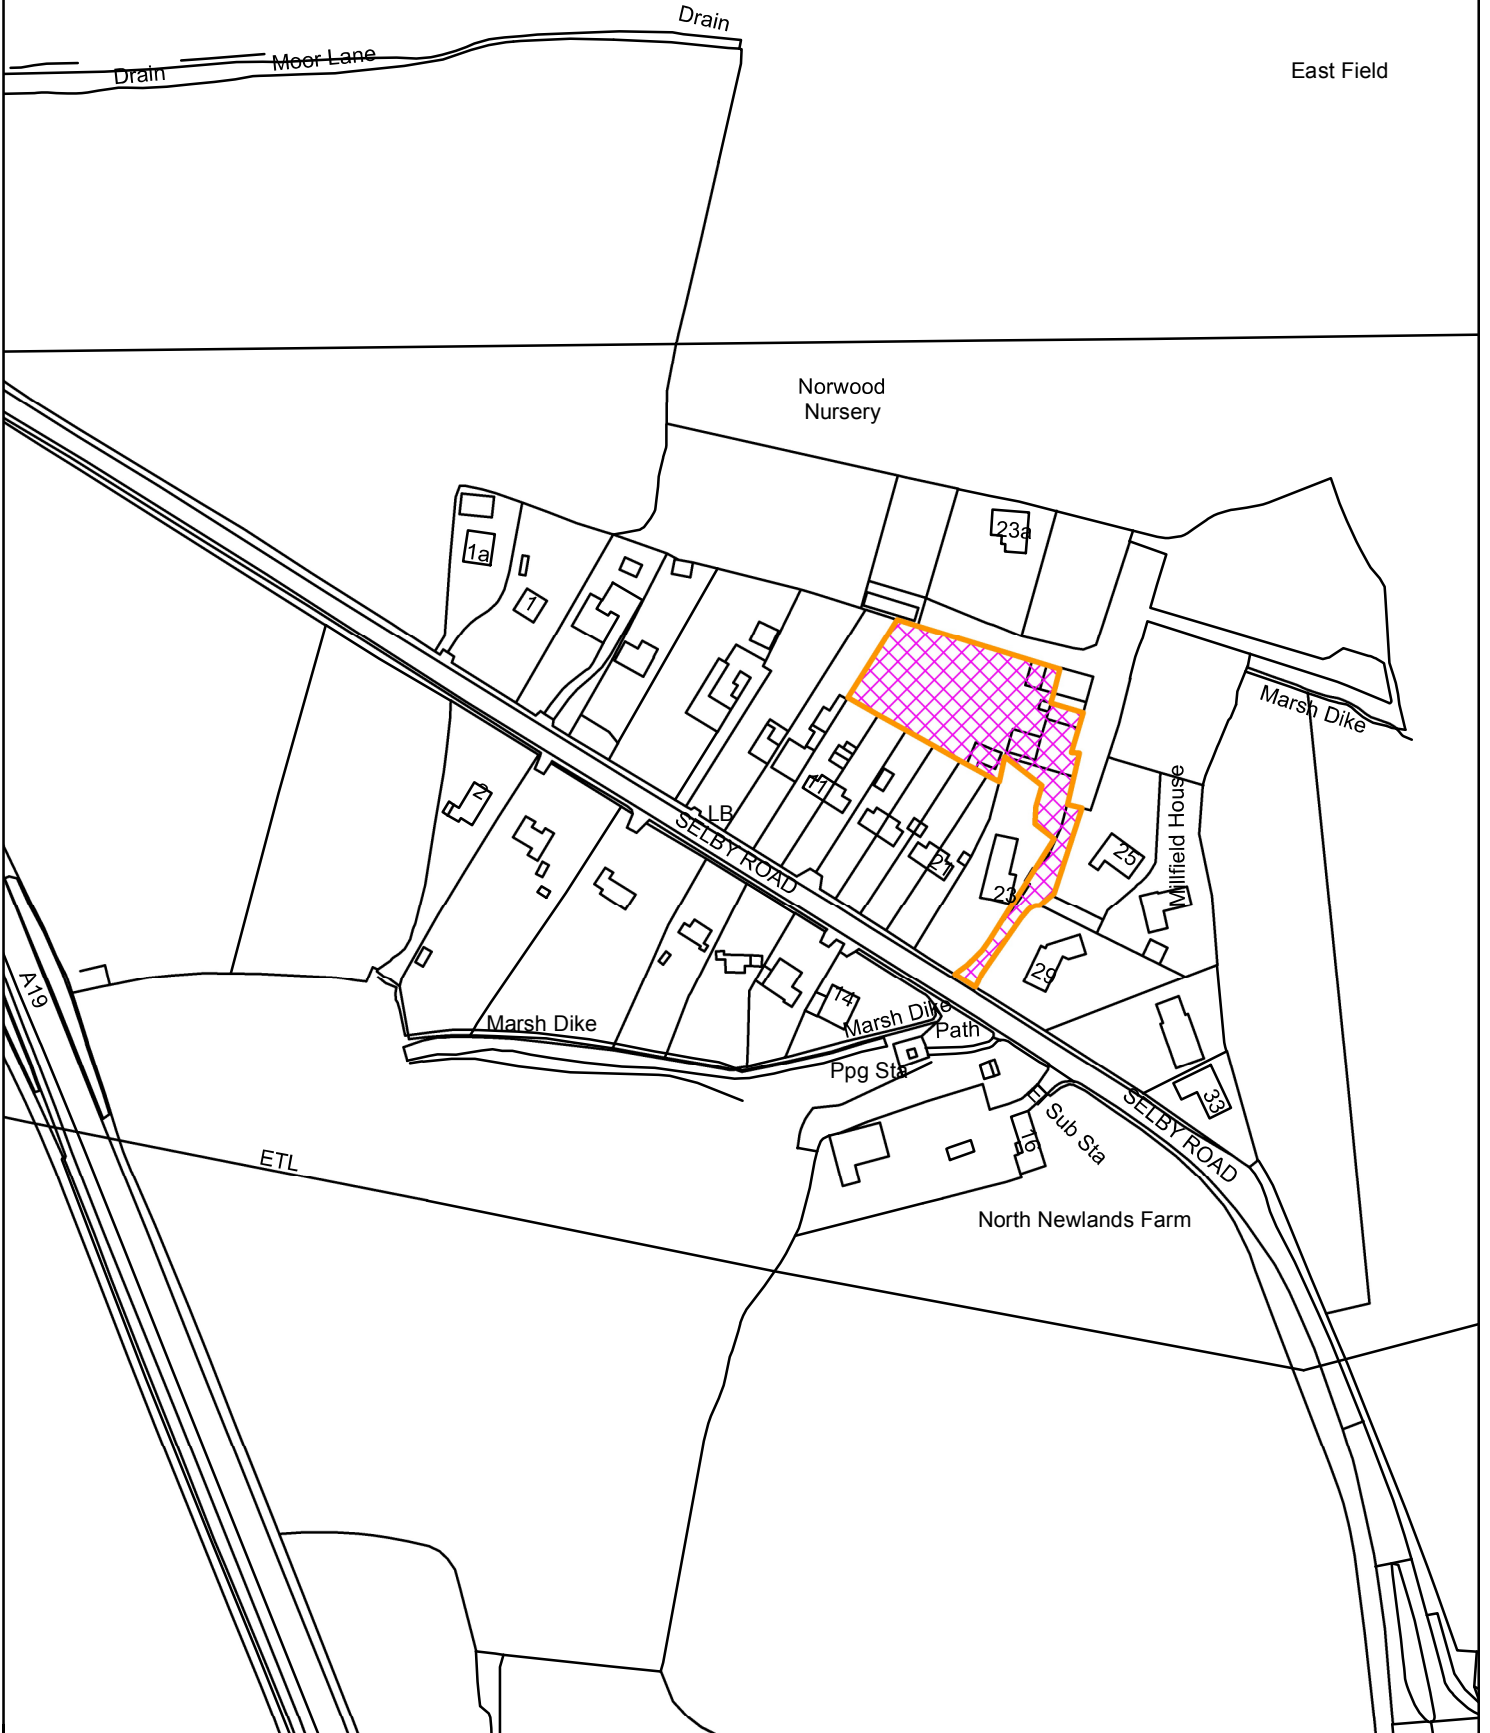 Drain
East Field
Moor Lane
Drain
Norwood
Nursery
23a
1a
1
Marsh Dike
Millfield House
2
11
LB
SELBY ROAD
21
25
23
29
A19
14
Marsh Dike
Marsh Dike
Path
Ppg Sta
33
SELBY ROAD
Sub Sta
16
ETL
North Newlands Farm